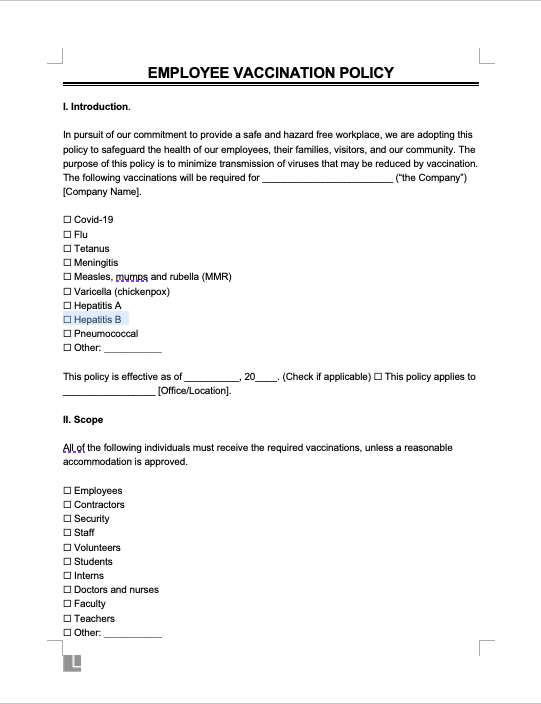 EMPLOYEE VACCINATION POLICY
I. Introduction.
In pursuit of our commitment to provide a safe and hazard free workplace, we are adopting this
policy to safeguard the health of our employees, their families, visitors, and our community. The
purpose of this policy is to minimize transmission of viruses that may be reduced by vaccination.
The following vaccinations will be required for ________________________ (“the Company”)
[Company Name].
☐ Covid-19
☐ Flu
☐ Tetanus
☐ Meningitis
☐ Measles, mumps and rubella (MMR)
☐ Varicella (chickenpox)
☐ Hepatitis A
☐ Hepatitis B
☐ Pneumococcal
☐ Other: ___________
This policy is effective as of __________, 20____. (Check if applicable) ☐ This policy applies to
_________________ [Office/Location].
II. Scope
All of the following individuals must receive the required vaccinations, unless a reasonable
accommodation is approved.
☐ Employees
☐ Contractors
☐ Security
☐ Staff
☐ Volunteers
☐ Students
☐ Interns
☐ Doctors and nurses
☐ Faculty
☐ Teachers
☐ Other: ___________